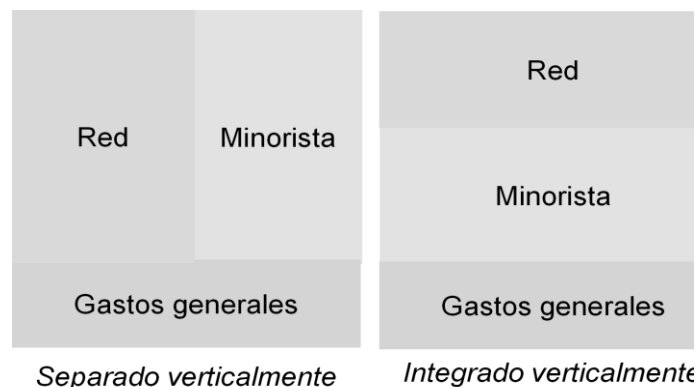 Red
Minorista
Gastos generales
Separado verticalmente
Red
Minorista
Gastos generales
Integrado verticalmente